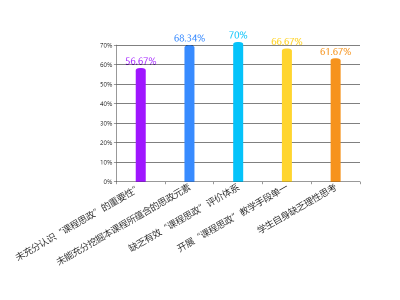 56.67%
68.34%
70%
66.67%
61.67%
70%
60%
50%
40%
30%
20%
10%
0%
未充分认识“课程思政”的重要性"
未能充分挖掘本课程所蕴含的思政元素
缺乏有效“课程思政”评价体系
开展“课程思政” 教学手段单一
学生自身缺乏理性思考